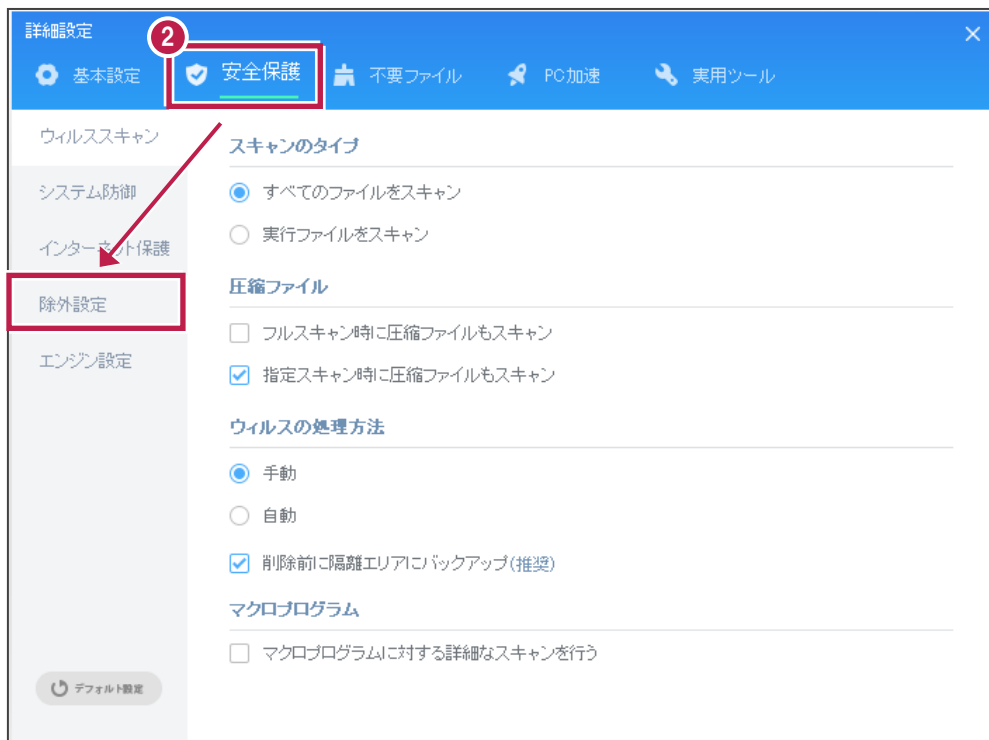 詳細設定
2
基本設定
安全保護
不要ファイル
PC加速
実用ツール
ウィルススキャン
システム防御
インターネット保護
除外設定
エンジン設定
デフォルト設定
スキャンのタイプ
すべてのファイルをスキャン
実行ファイルをスキャン
圧縮ファイル
フルスキャン時に圧縮ファイルもスキャン
指定スキャン時に圧縮ファイルもスキャン
ウィルスの処理方法
手動
自動
削除前に隔離エリアにバックアップ(推奨)
マクロプログラム
マクロプログラムに対する詳細なスキャンを行う